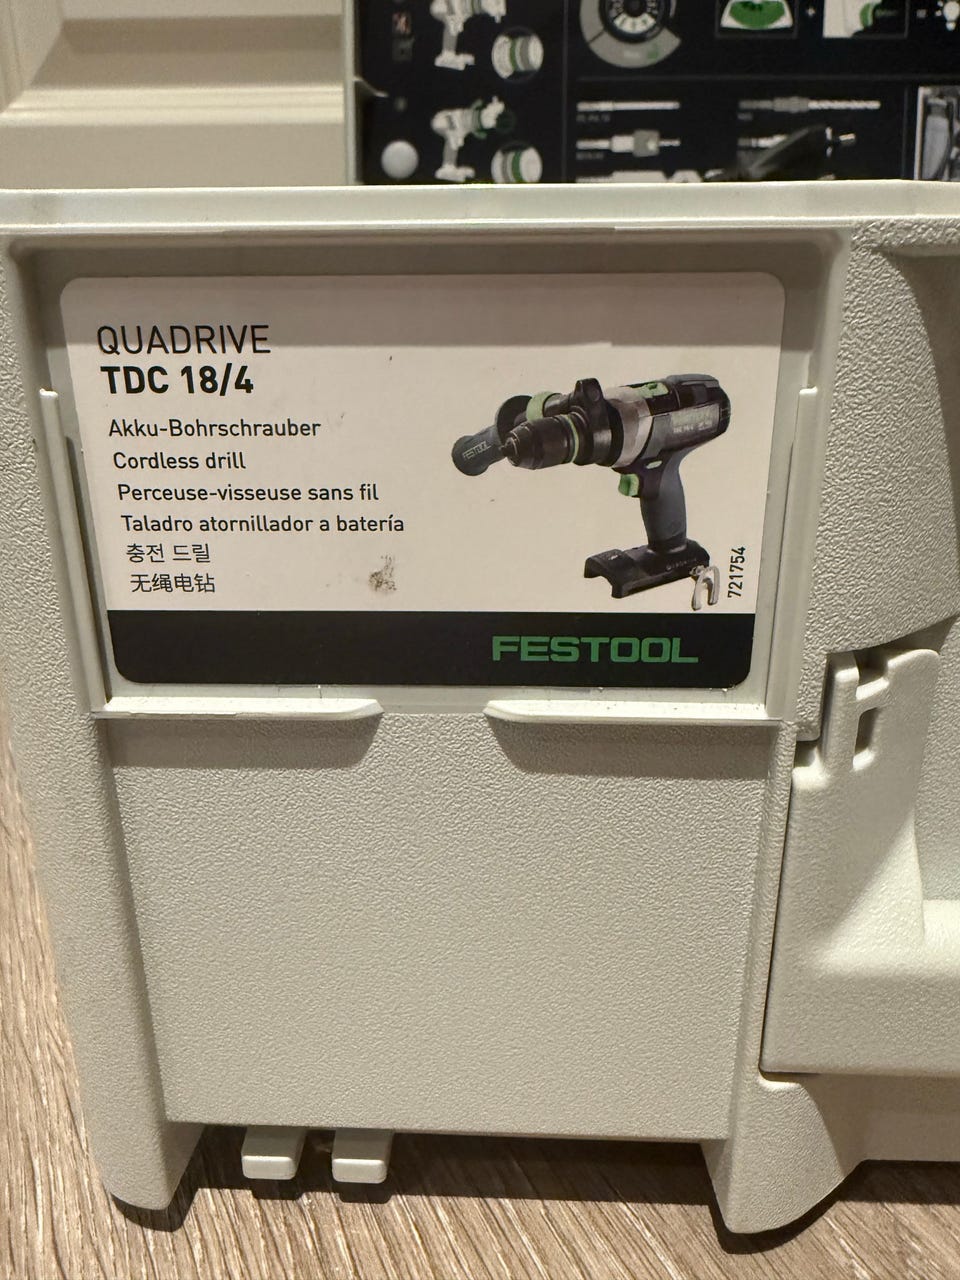 QUADRIVE
TDC 18/4
Akku-Bohrschrauber
Cordless drill
Perceuse-visseuse sans fil
Taladro atornillador a batería
충전 드릴
无绳电钻
721754
FESTOOL
FESTOOL